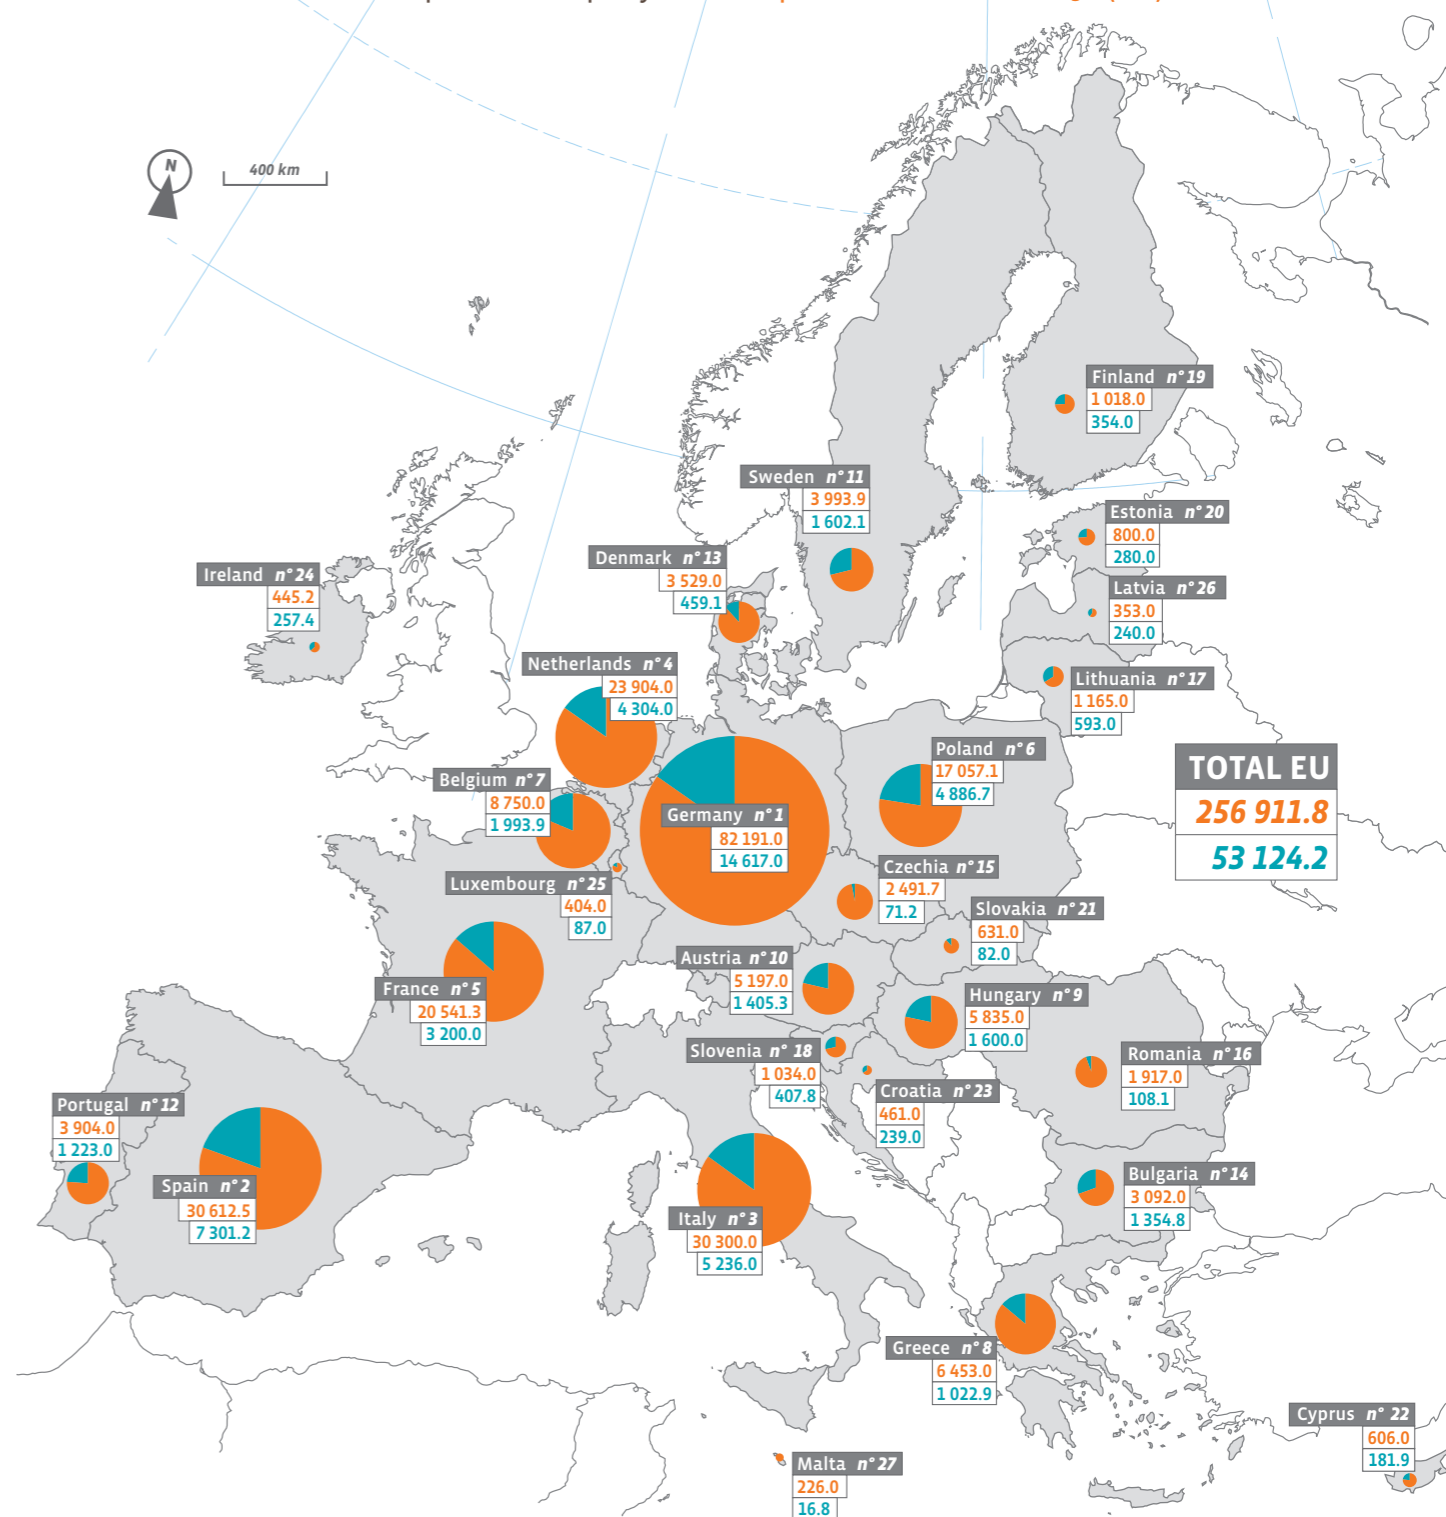 N
400 km
Finland n° 19
1 018.0
354.0
Sweden n° 11
3 993.9
1 602.1
Estonia n° 20
800.0
280.0
Denmark n° 13
3 529.0
459.1
Ireland n° 24
445.2
257.4
Latvia n° 26
353.0
240.0
Netherlands n° 4
23 904.0
4 304.0
Lithuania n° 17
1 165.0
593.0
Poland n° 6
17 057.1
4 886.7
TOTAL EU
256 911.8
53 124.2
Belgium n° 7
8 750.0
1 993.9
Germany n° 1
82 191.0
14 617.0
Czechia n° 15
2 491.7
71.2
Luxembourg n° 25
404.0
87.0
Slovakia n° 21
631.0
82.0
Austria n° 10
5 197.0
1 405.3
France n° 5
20 541.3
3 200.0
Hungary n° 9
5 835.0
1 600.0
Slovenia n° 18
1 034.0
407.8
Romania n° 16
1 917.0
108.1
Croatia n° 23
461.0
239.0
Portugal n° 12
3 904.0
1 223.0
Spain n° 2
30 612.5
7 301.2
Bulgaria n° 14
3 092.0
1 354.8
Italy n° 3
30 300.0
5 236.0
Greece n° 8
6 453.0
1 022.9
Cyprus n° 22
606.0
181.9
Malta n° 27
226.0
16.8